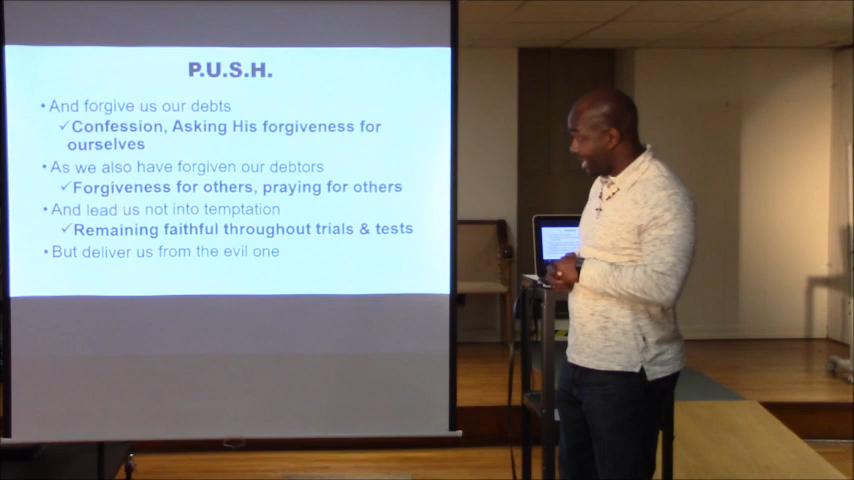 P.U.S.H.
• And forgive us our debts
✓Confession, Asking His forgiveness for
ourselves
• As we also have forgiven our debtors
✓Forgiveness for others, praying for others
• And lead us not into temptation
✓Remaining faithful throughout trials & tests
• But deliver us from the evil one